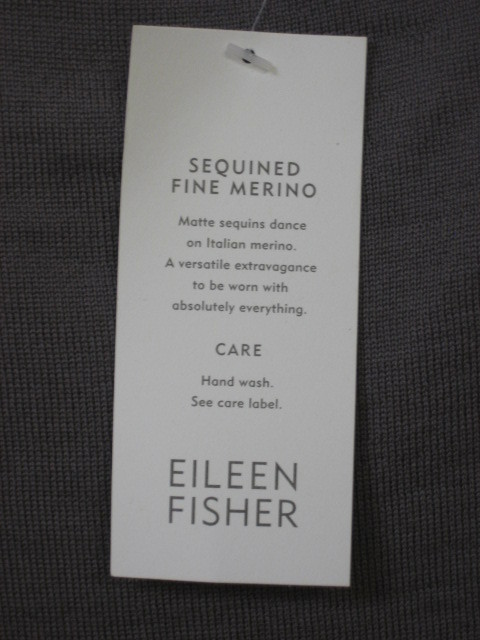 SEQUINED
FINE MERINO
Matte sequins dance
on Italian merino.
A versatile extravagance
to be worn with
absolutely everything.
CARE
Hand wash.
See care label.
EILEEN
FISHER